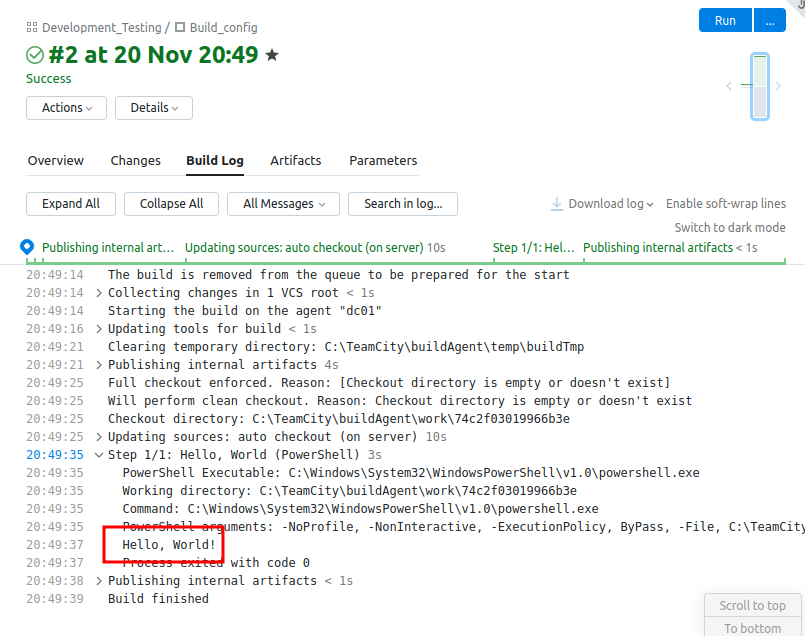 Development_Testing / Build_config
Run ...
#2 at 20 Nov 20:49
Success
Actions Details
Overview Changes Build Log Artifacts Parameters
Expand All Collapse All All Messages Search in log... Download log Enable soft-wrap lines
Switch to dark mode
Publishing internal art... Updating sources: auto checkout (on server) 10s Step 1/1: Hel... Publishing internal artifacts < 1s
20:49:14 The build is removed from the queue to be prepared for the start
20:49:14 > Collecting changes in 1 VCS root < 1s
20:49:14 Starting the build on the agent "dc01"
20:49:16 > Updating tools for build < 1s
20:49:21 Clearing temporary directory: C:\TeamCity\buildAgent\temp\buildTmp
20:49:21 > Publishing internal artifacts 4s
20:49:25 Full checkout enforced. Reason: [Checkout directory is empty or doesn't exist]
20:49:25 Will perform clean checkout. Reason: Checkout directory is empty or doesn't exist
20:49:25 Checkout directory: C:\TeamCity\buildAgent\work\74c2f03019966b3e
20:49:25 > Updating sources: auto checkout (on server) 10s
20:49:35 Step 1/1: Hello, World (PowerShell) 3s
20:49:35 PowerShell Executable: C:\Windows\System32\WindowsPowerShell\v1.0\powershell.exe
20:49:35 Working directory: C:\TeamCity\buildAgent\work\74c2f03019966b3e
20:49:35 Command: C:\Windows\System32\WindowsPowerShell\v1.0\powershell.exe
20:49:35 PowerShell arguments: -NoProfile, -NonInteractive, -ExecutionPolicy, ByPass, -File, C:\TeamCity
20:49:37 Hello, World!
20:49:37 Process exited with code 0
20:49:38 > Publishing internal artifacts < 1s
20:49:39 Build finished
Scroll to top
To bottom